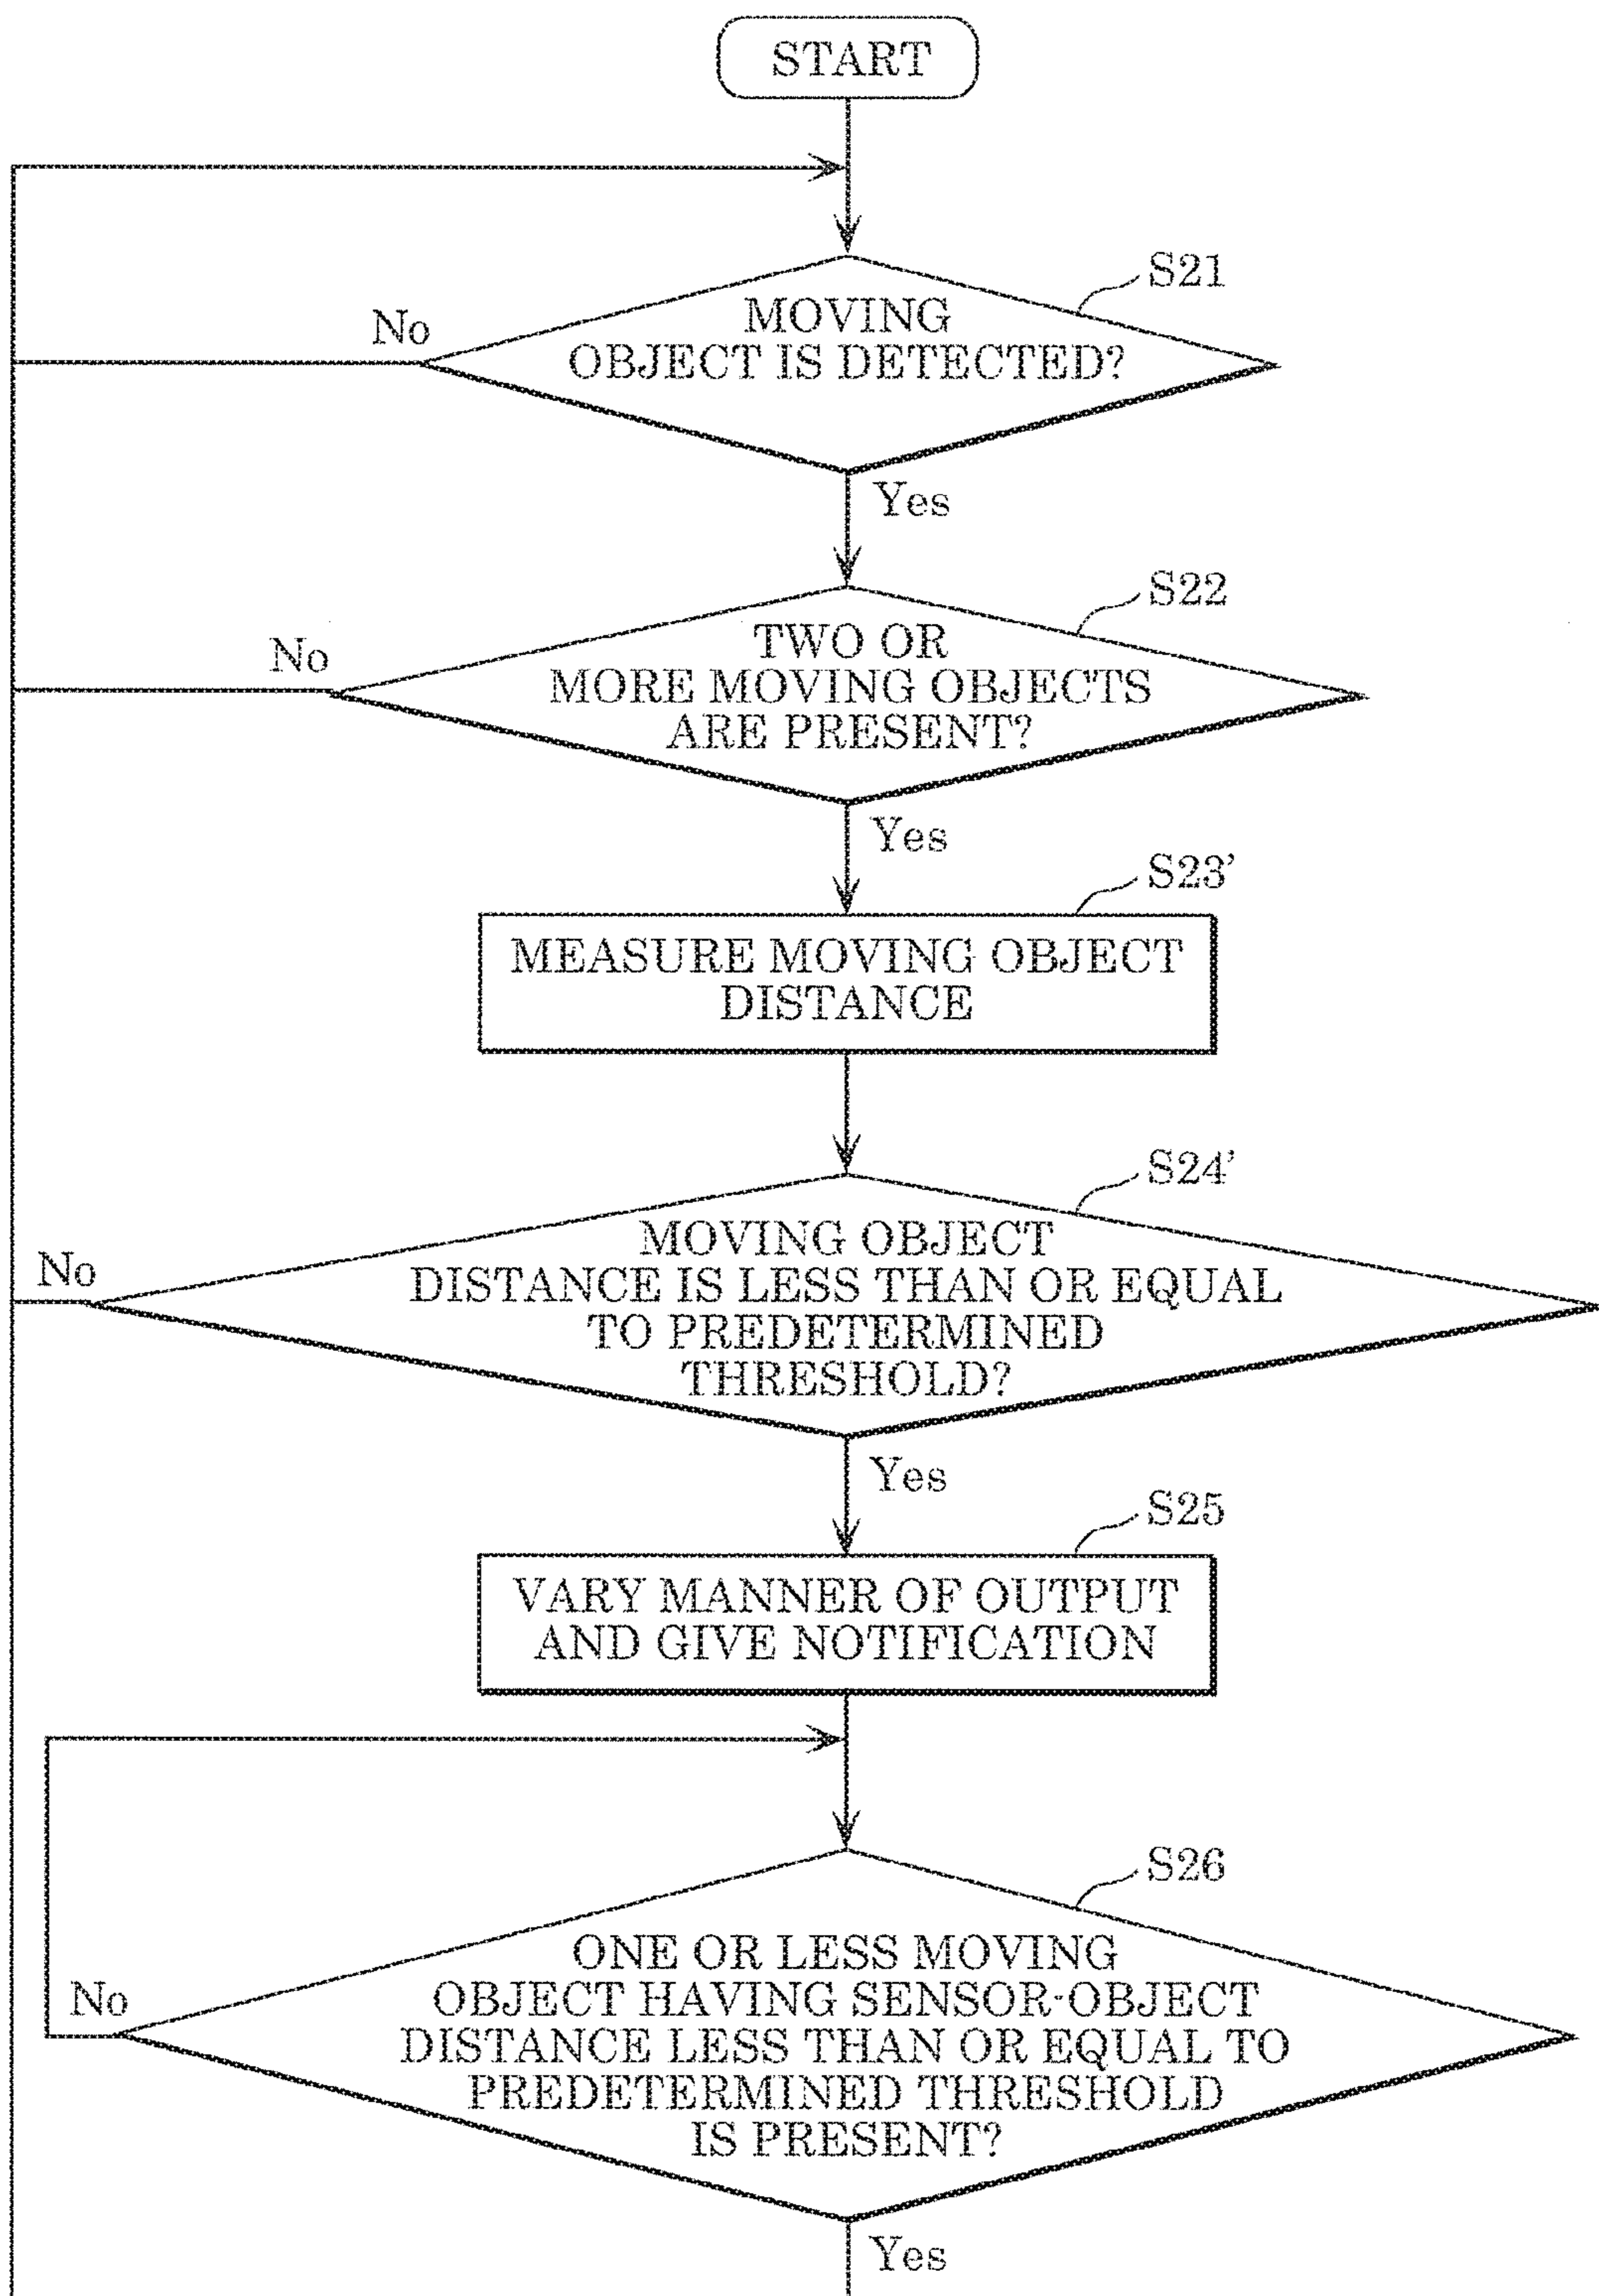 START
S21
No
MOVING
OBJECT IS DETECTED?
Yes
S22
No
TWO OR
MORE MOVING OBJECTS
ARE PRESENT?
Yes
S23'
MEASURE MOVING OBJECT
DISTANCE
S24'
No
MOVING OBJECT
DISTANCE IS LESS THAN OR EQUAL
TO PREDETERMINED
THRESHOLD?
Yes
S25
VARY MANNER OF OUTPUT
AND GIVE NOTIFICATION
S26
No
ONE OR LESS MOVING
OBJECT HAVING SENSOR-OBJECT
DISTANCE LESS THAN OR EQUAL TO
PREDETERMINED THRESHOLD
IS PRESENT?
Yes